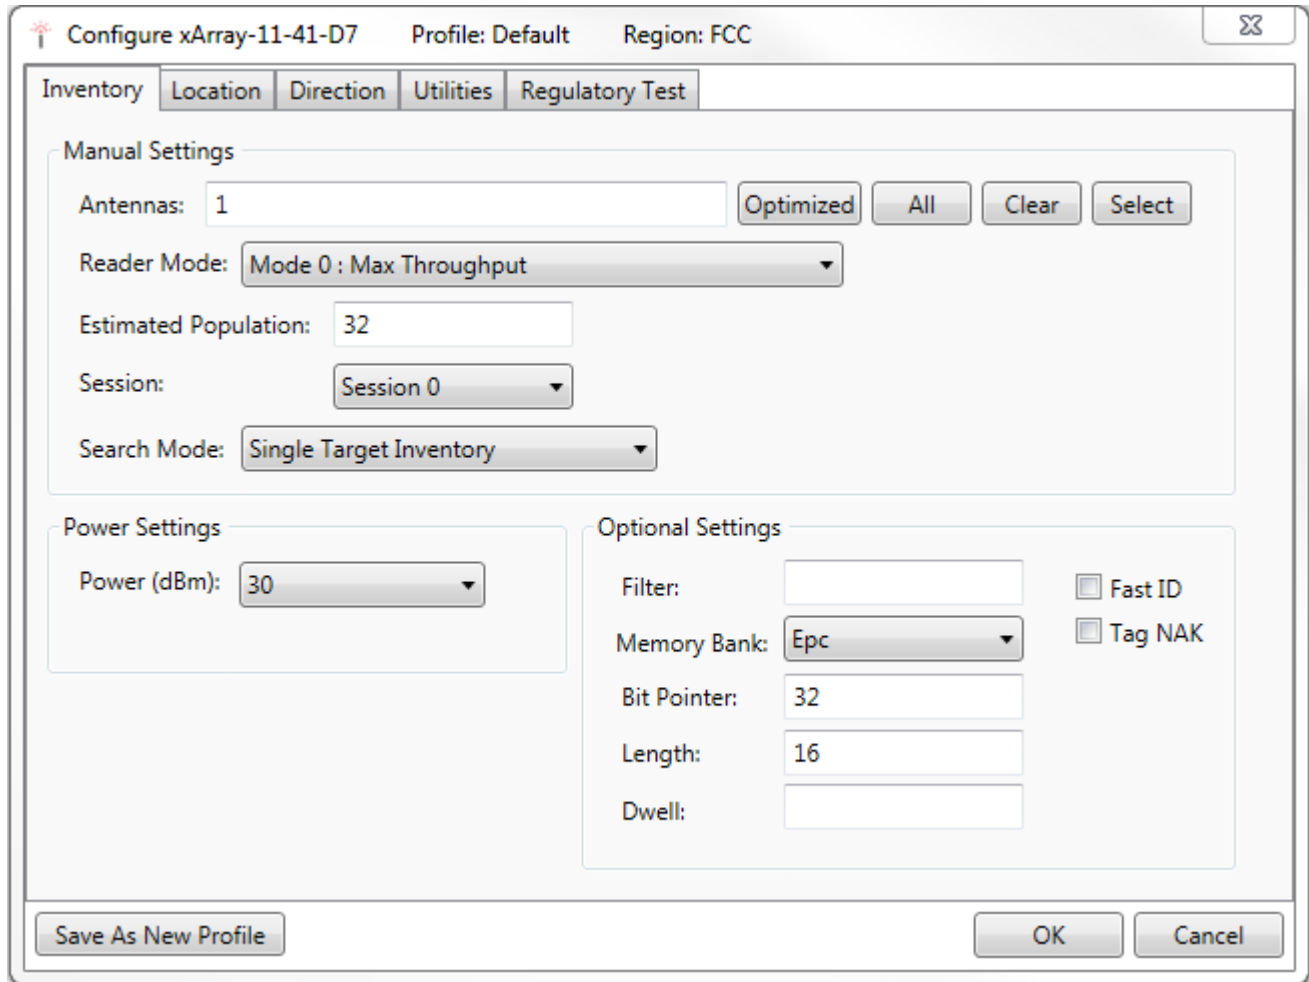 Configure xArray-11-41-D7 Profile: Default Region: FCC
Inventory Location Direction Utilities Regulatory Test
Manual Settings
Antennas: 1 Optimized All Clear Select
Reader Mode: Mode 0 : Max Throughput
Estimated Population: 32
Session: Session 0
Search Mode: Single Target Inventory
Power Settings
Power (dBm): 30
Optional Settings
Filter: Fast ID
Memory Bank: Epc Tag NAK
Bit Pointer: 32
Length: 16
Dwell:
Save As New Profile OK Cancel